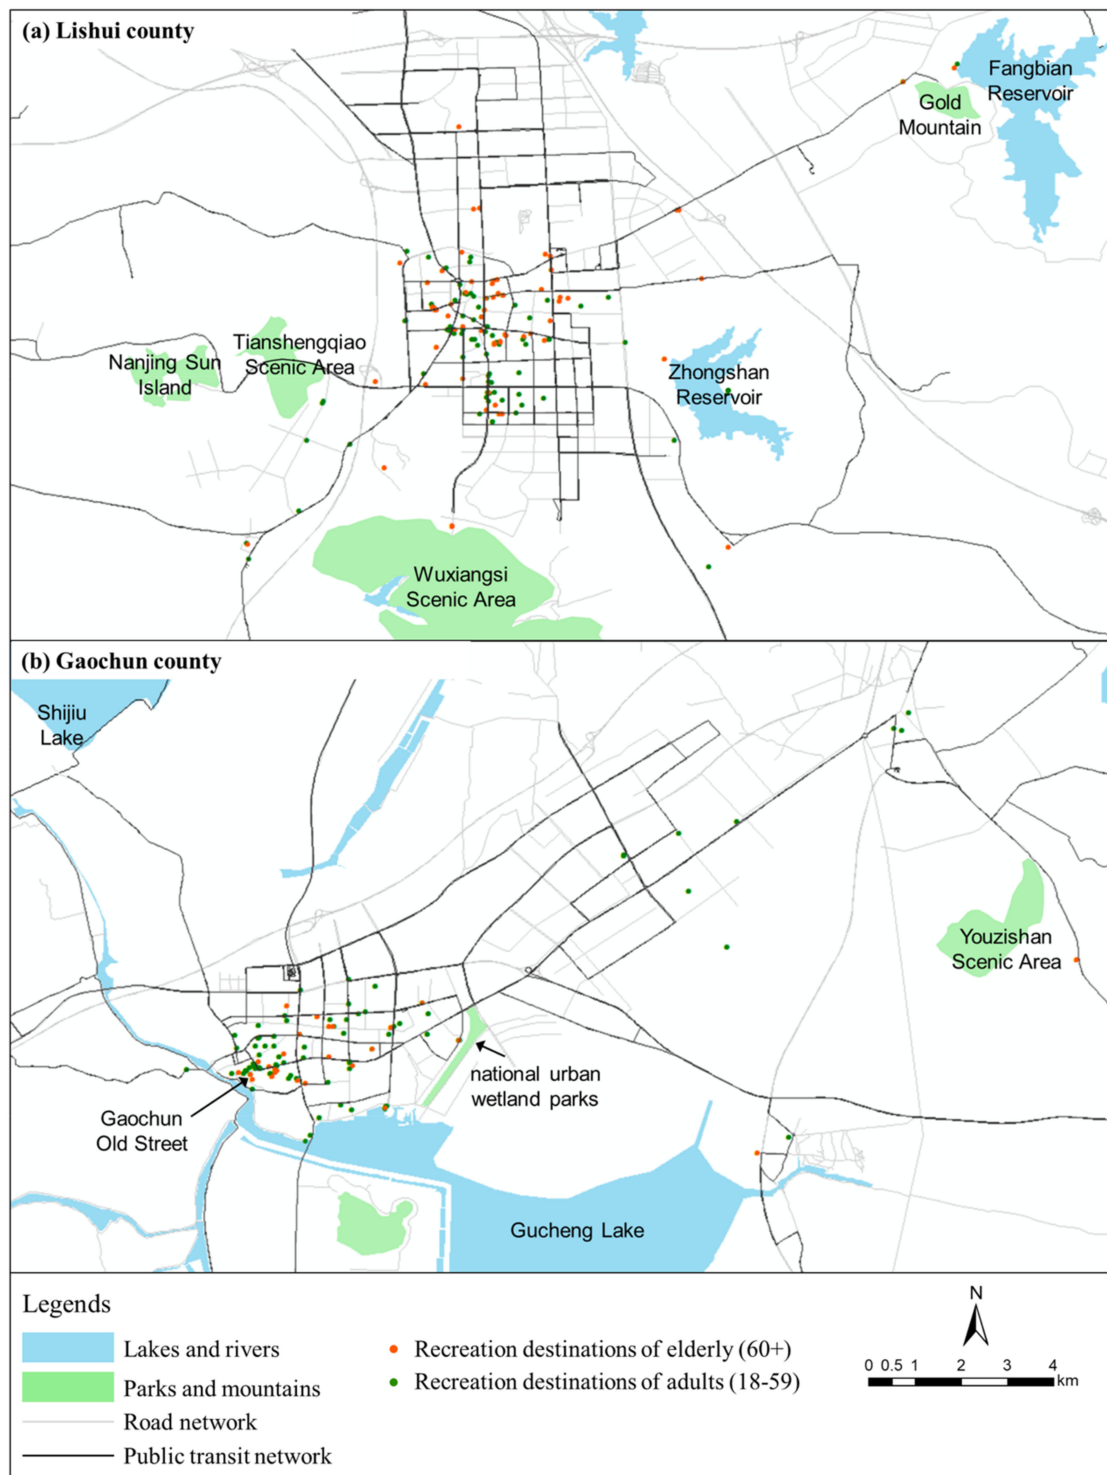 (a) Lishui county
Fangbian
Reservoir
Gold
Mountain
Tianshengqiao
Scenic Area
Nanjing Sun
Island
Zhongshan
Reservoir
Wuxiangsi
Scenic Area
(b) Gaochun county
Shijiu
Lake
Youzishan
Scenic Area
national urban
wetland parks
Gaochun
Old Street
Gucheng Lake
Legends
Lakes and rivers
Parks and mountains
Road network
Public transit network
Recreation destinations of elderly (60+)
Recreation destinations of adults (18-59)
N
0 0.5 1 2 3 4
km